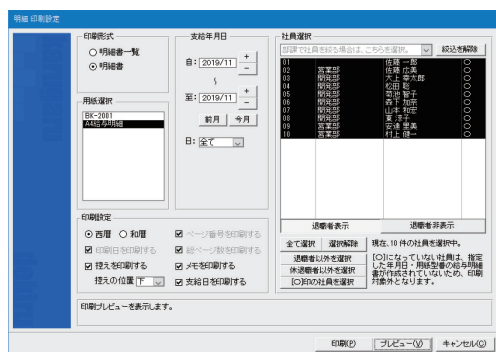 明細 印刷設定
印刷形式
明細書一覧
明細書
用紙選択
BK-2001
A4給与明細
支給年月日
自: 2019/11 + -
～
至: 2019/11 + -
前月 今月
日: 全て
社員選択
部課で社員を絞る場合は、こちらを選択。 絞込を解除
01 佐藤 一郎 ○
02 営業部 佐藤 広美 ○
03 開発部 大上 幸太郎 ○
04 開発部 松田 聡 ○
05 開発部 菊池 智子 ○
06 開発部 森下 加奈 ○
07 開発部 山本 和宏 ○
08 開発部 東 涼子 ○
09 営業部 安達 里美 ○
10 営業部 村上 健一 ○
退職者表示 退職者非表示
全て選択 選択解除 現在、10 件の社員を選択中。
退職者以外を選択
休退職者以外を選択
[○]印の社員を選択
[○]になっていない社員は、指定
した年月日・用紙型番の給与明細
書が作成されていないため、印刷
対象外となります。
印刷設定
西暦 和暦
印刷日を印刷する
控えを印刷する
控えの位置 下
ページ番号を印刷する
総ページ数を印刷する
メモを印刷する
支給日を印刷する
印刷プレビューを表示します。
印刷(P) プレビュー(V) キャンセル(C)